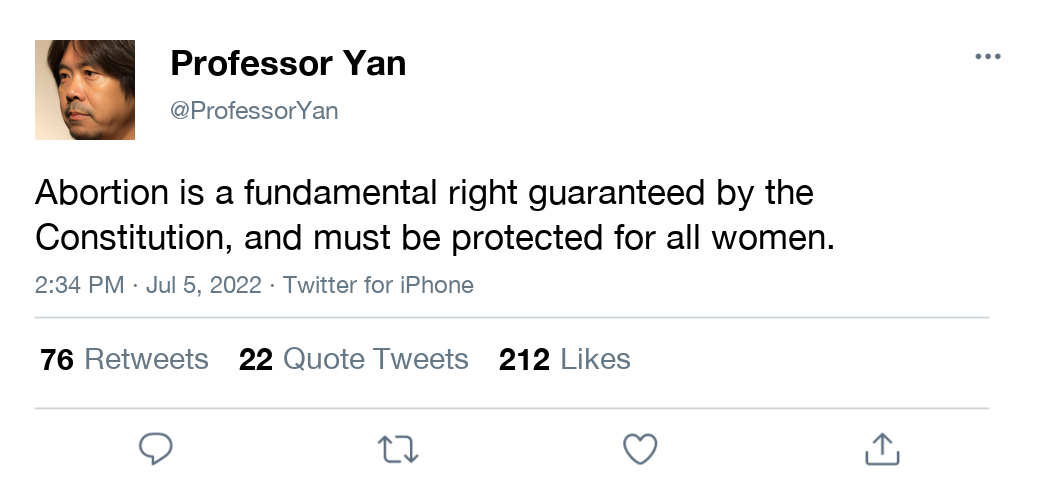 Professor Yan
@ProfessorYan
Abortion is a fundamental right guaranteed by the
Constitution, and must be protected for all women.
2:34 PM · Jul 5, 2022 · Twitter for iPhone
76 Retweets 22 Quote Tweets 212 Likes